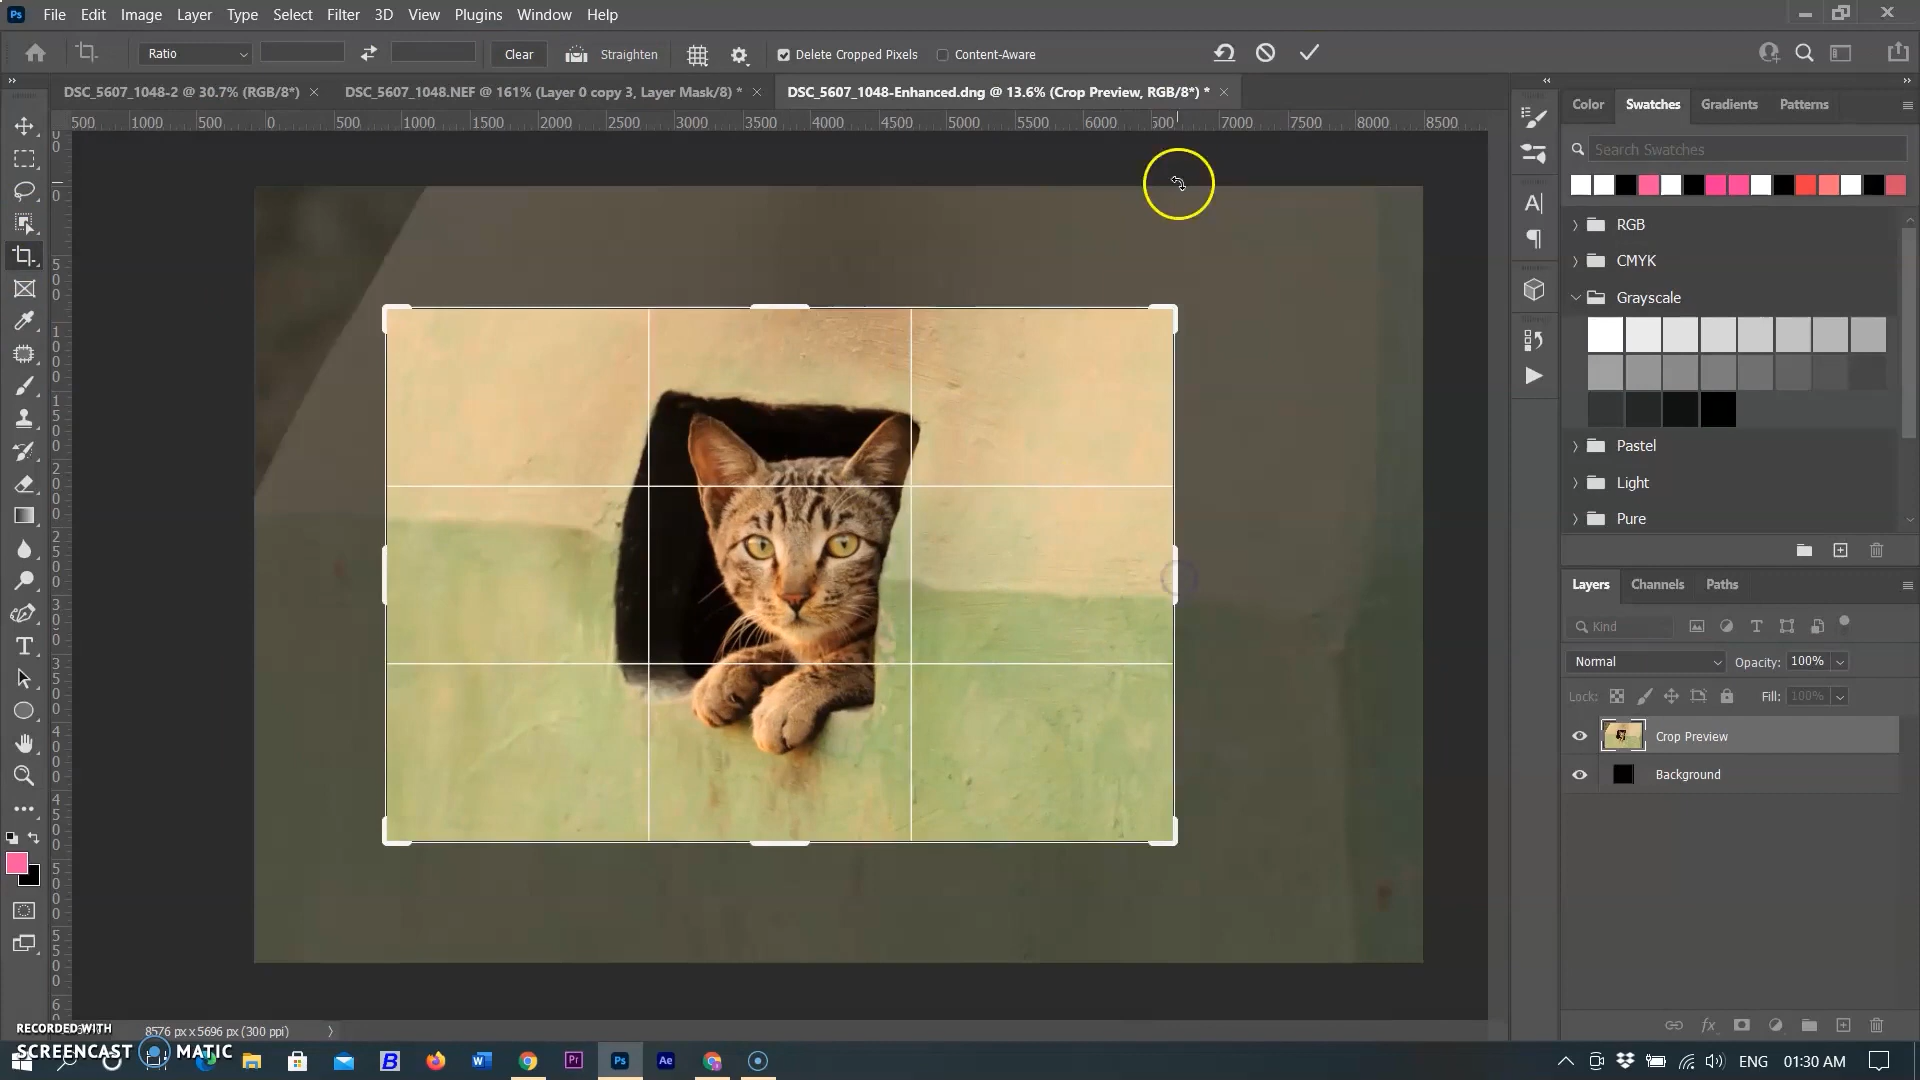 Ps File Edit Image Layer Type Select Filter 3D View Plugins Window Help
Ratio Clear Straighten Delete Cropped Pixels Content-Aware
DSC_5607_1048-2 @ 30.7% (RGB/8*) DSC_5607_1048.NEF @ 161% (Layer 0 copy 3, Layer Mask/8) * DSC_5607_1048-Enhanced.dng @ 13.6% (Crop Preview, RGB/8*) *
500 1000 500 0 500 1000 1500 2000 2500 3000 3500 4000 4500 5000 5500 6000 6500 7000 7500 8000 8500
Color Swatches Gradients Patterns
Search Swatches
RGB
CMYK
Grayscale
Pastel
Light
Pure
Layers Channels Paths
Kind
Normal Opacity: 100%
Lock: Fill: 100%
Crop Preview
Background
8576 px x 5696 px (300 ppi)
RECORDED WITH
SCREENCAST MATIC
B W Pr Ps Ae
ENG 01:30 AM